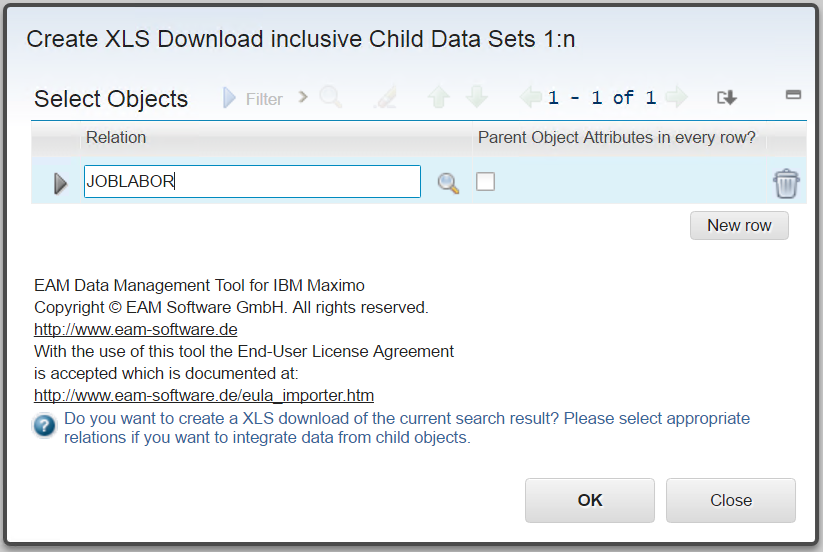 Create XLS Download inclusive Child Data Sets 1:n
Select Objects Filter 1 - 1 of 1
Relation Parent Object Attributes in every row?
JOBLABOR
New row
EAM Data Management Tool for IBM Maximo
Copyright © EAM Software GmbH. All rights reserved.
http://www.eam-software.de
With the use of this tool the End-User License Agreement
is accepted which is documented at:
http://www.eam-software.de/eula_importer.htm
Do you want to create a XLS download of the current search result? Please select appropriate
relations if you want to integrate data from child objects.
OK Close